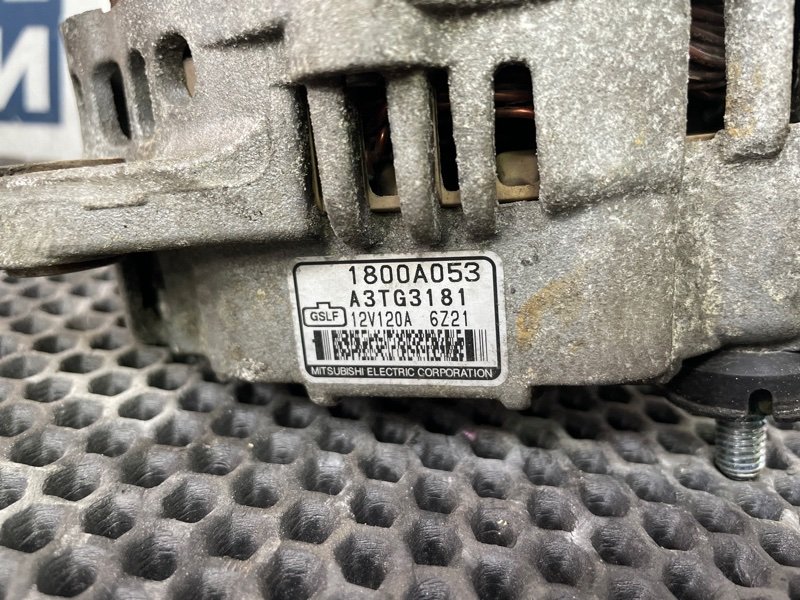 И
1800A053
A3TG3181
GSLF 12V120A 6Z21
MITSUBISHI ELECTRIC CORPORATION